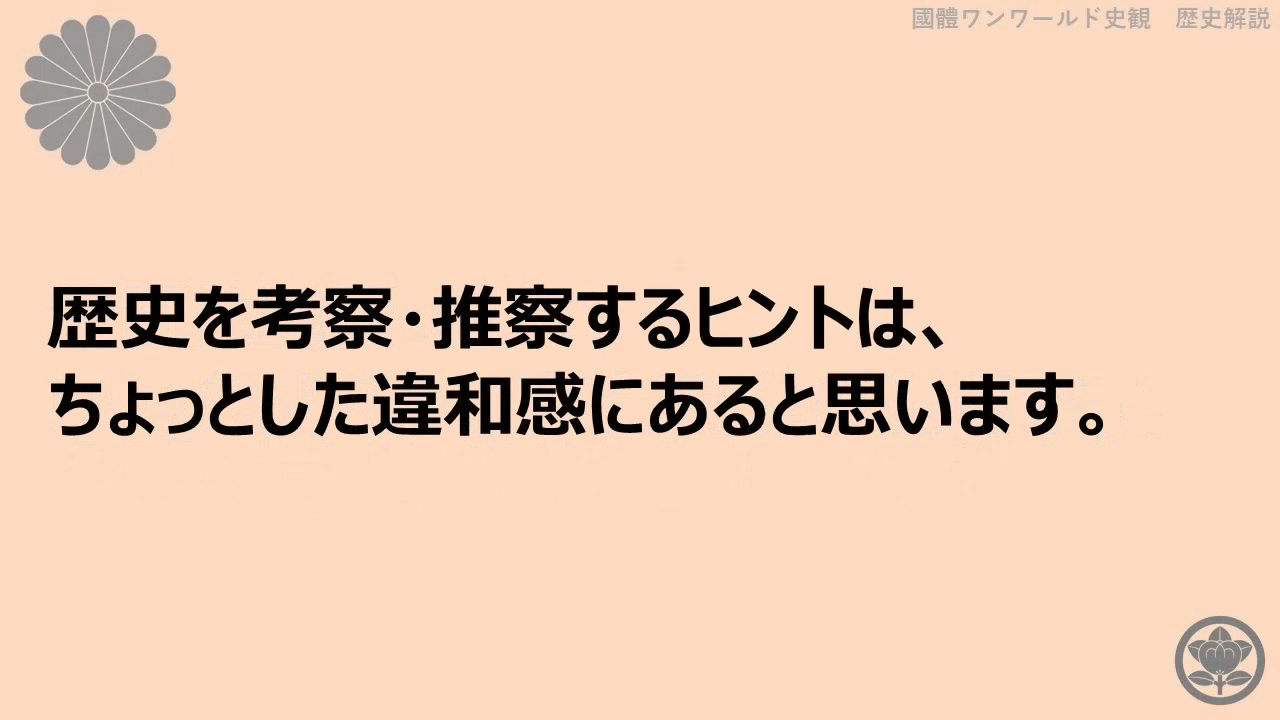 國體ワンワールド史観　歴史解説
歴史を考察・推察するヒントは、
ちょっとした違和感にあると思います。